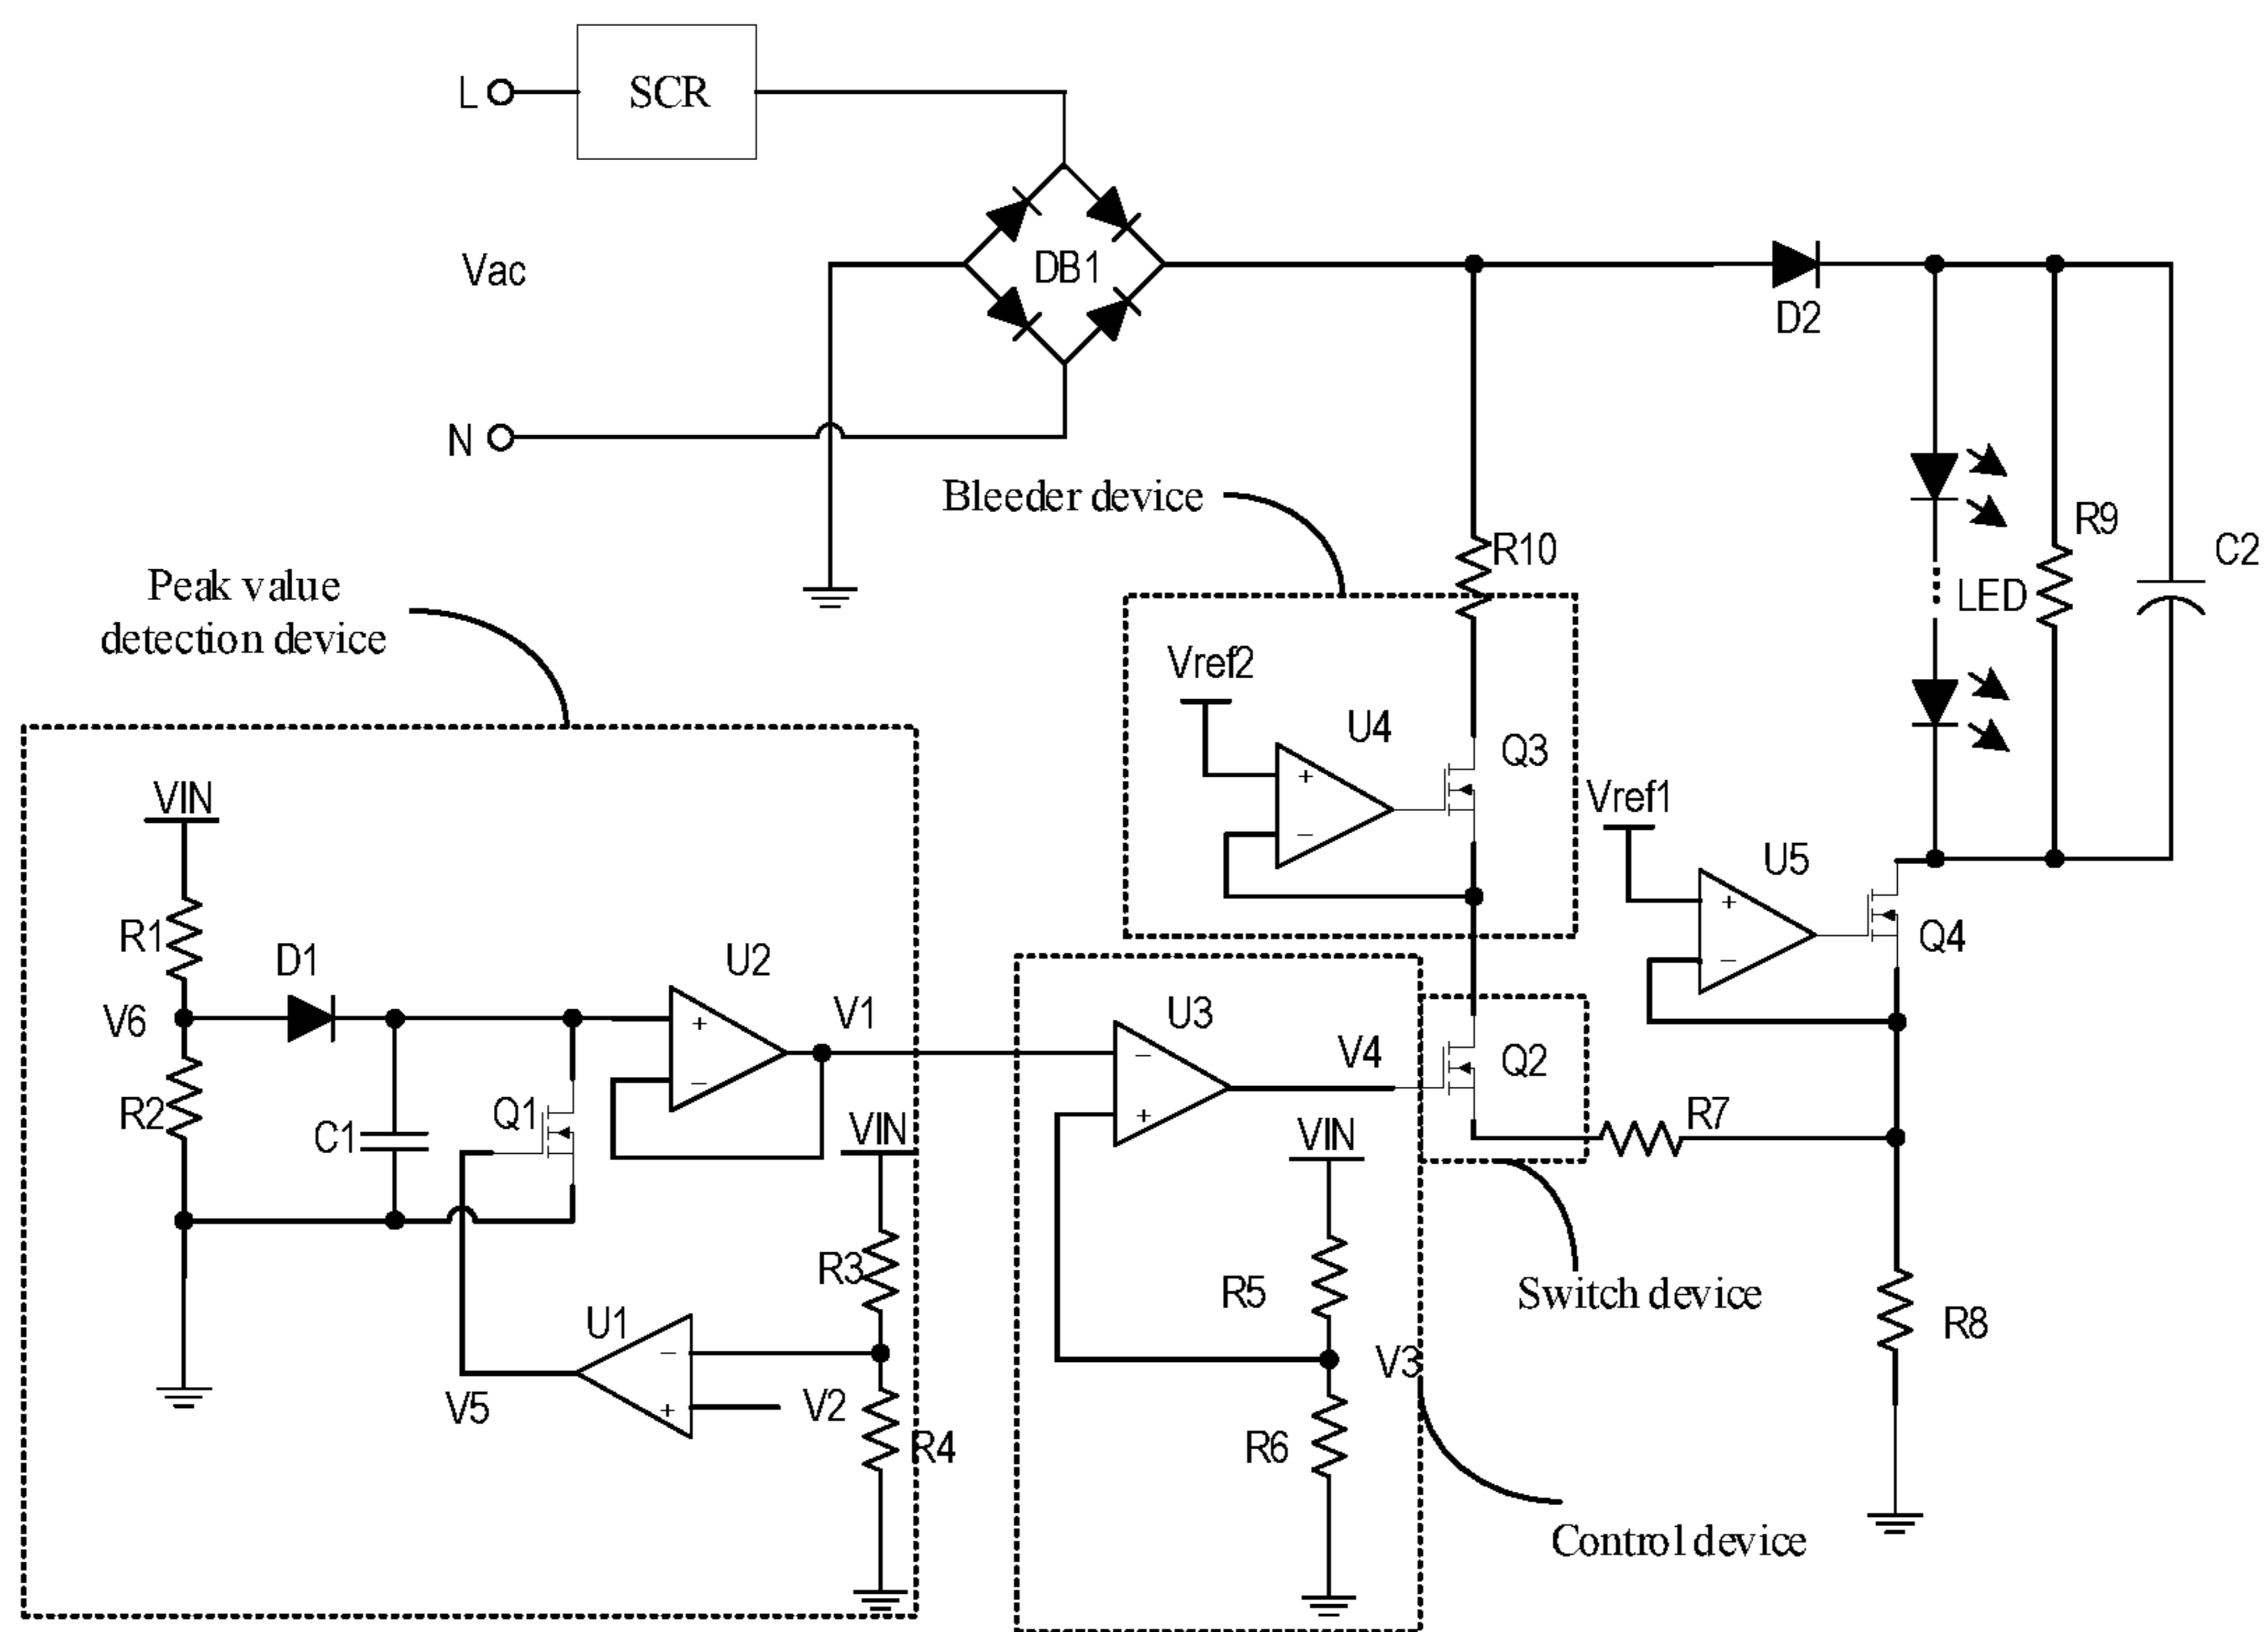 L
SCR
Vac
DB1
D2
N
Bleeder device
R9
R10
C2
Peak value
detection device
LED
Vref2
U4
Q3
VIN
Vref1
U5
R1
D1
U2
Q4
V6
V1
U3
V4
Q2
R2
C1
Q1
VIN
VIN
R7
R3
R5
Switch device
U1
V3
R8
V5
V2
R4
R6
Control device